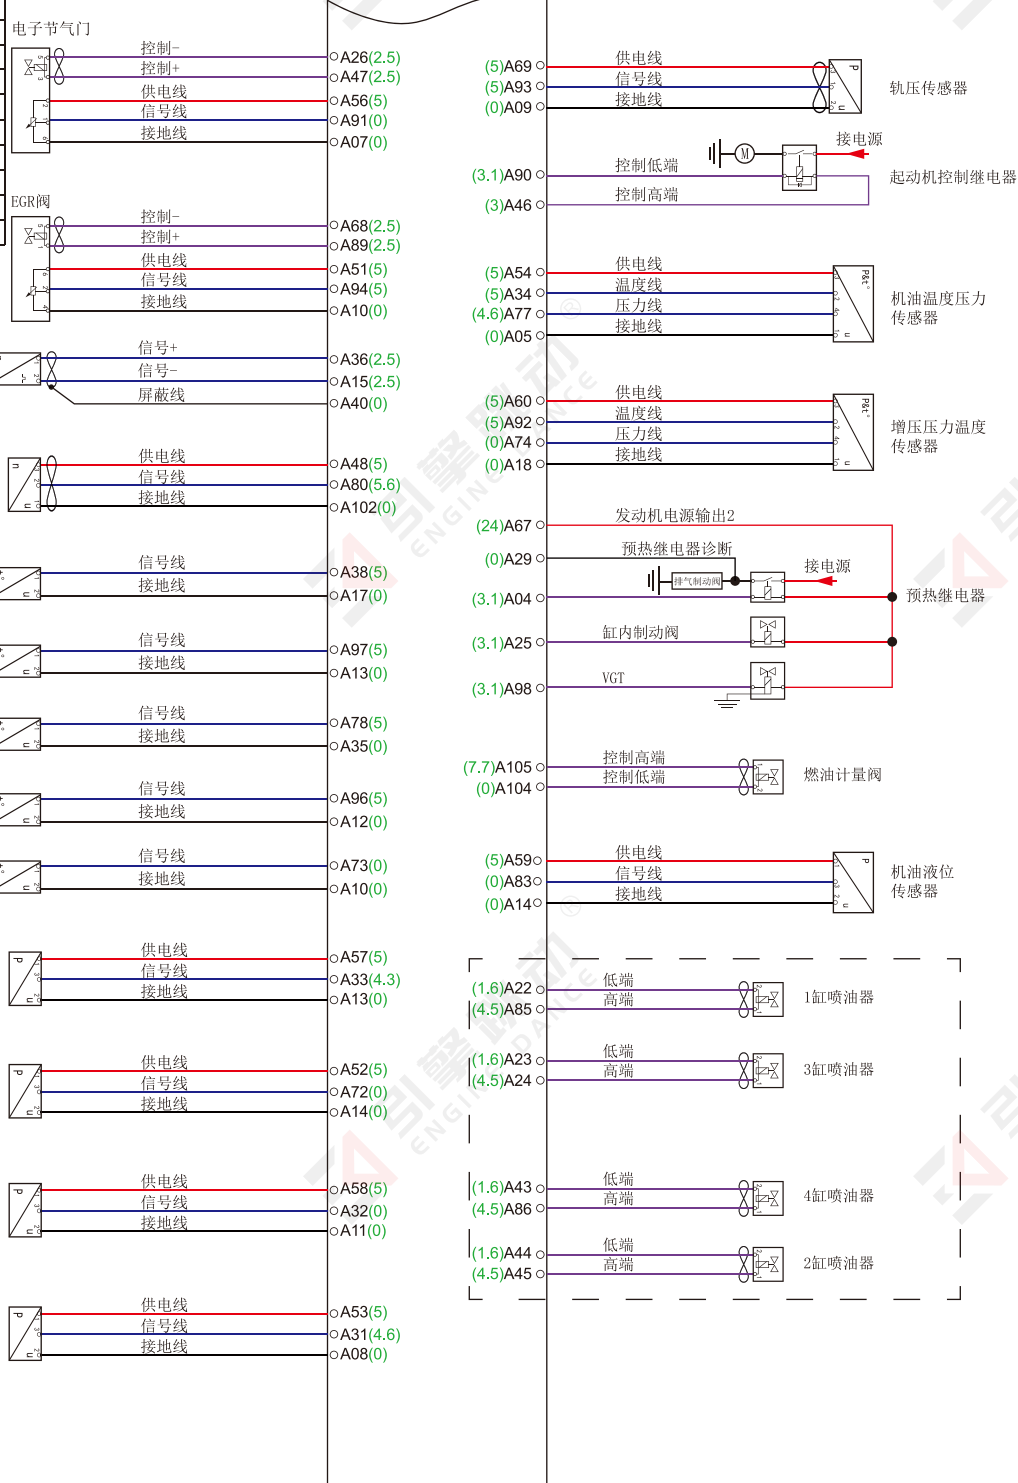 电子节气门
控制-
A26(2.5)
控制+
A47(2.5)
供电线
A56(5)
信号线
A91(0)
接地线
A07(0)
EGR阀
控制-
A68(2.5)
控制+
A89(2.5)
供电线
A51(5)
信号线
A94(5)
接地线
A10(0)
信号+
A36(2.5)
信号-
A15(2.5)
屏蔽线
A40(0)
n
u
供电线
A48(5)
信号线
A80(5.6)
接地线
A102(0)
信号线
A38(5)
接地线
A17(0)
u
信号线
A97(5)
接地线
A13(0)
u
信号线
A78(5)
接地线
A35(0)
u
信号线
A96(5)
接地线
A12(0)
u
信号线
A73(0)
接地线
A10(0)
u
P
u
供电线
A57(5)
信号线
A33(4.3)
接地线
A13(0)
P
u
供电线
A52(5)
信号线
A72(0)
接地线
A14(0)
P
u
供电线
A58(5)
信号线
A32(0)
接地线
A11(0)
P
u
供电线
A53(5)
信号线
A31(4.6)
接地线
A08(0)
(5)A69
供电线
(5)A93
信号线
(0)A09
接地线
P
u
轨压传感器
M
接电源
(3.1)A90
控制低端
(3)A46
控制高端
起动机控制继电器
(5)A54
供电线
(5)A34
温度线
(4.6)A77
压力线
(0)A05
接地线
P&t°
u
机油温度压力
传感器
(5)A60
供电线
(5)A92
温度线
(0)A74
压力线
(0)A18
接地线
P&t°
u
增压压力温度
传感器
(24)A67
发动机电源输出2
(0)A29
预热继电器诊断
排气制动阀
接电源
(3.1)A04
预热继电器
(3.1)A25
缸内制动阀
(3.1)A98
VGT
(7.7)A105
控制高端
(0)A104
控制低端
燃油计量阀
(5)A59
供电线
(0)A83
信号线
(0)A14
接地线
P
u
机油液位
传感器
(1.6)A22
低端
(4.5)A85
高端
1缸喷油器
(1.6)A23
低端
(4.5)A24
高端
3缸喷油器
(1.6)A43
低端
(4.5)A86
高端
4缸喷油器
(1.6)A44
低端
(4.5)A45
高端
2缸喷油器
引擎跳动
ENGINE DANCE
®
引擎跳动
ENGINE DANCE
®